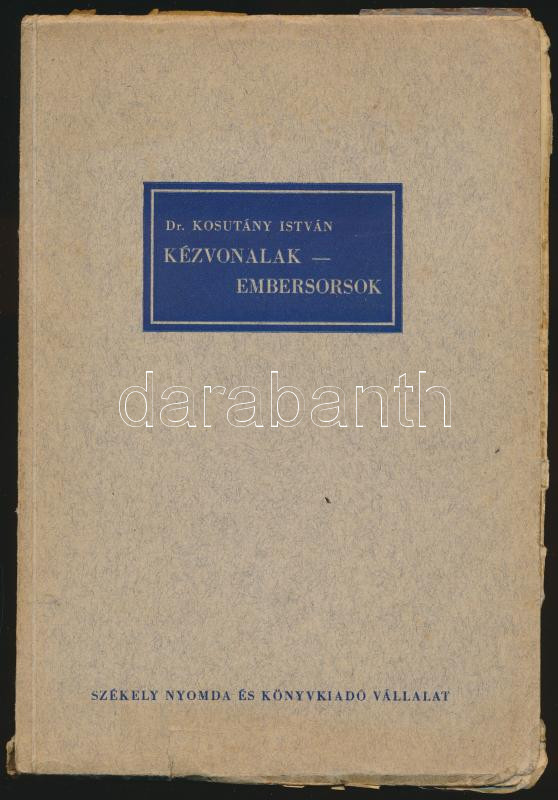 Dr. KOSUTÁNY ISTVÁN
KÉZVONALAK —
EMBERSORSOK
darabanth
SZÉKELY NYOMDA ÉS KÖNYVKIADÓ VÁLLALAT